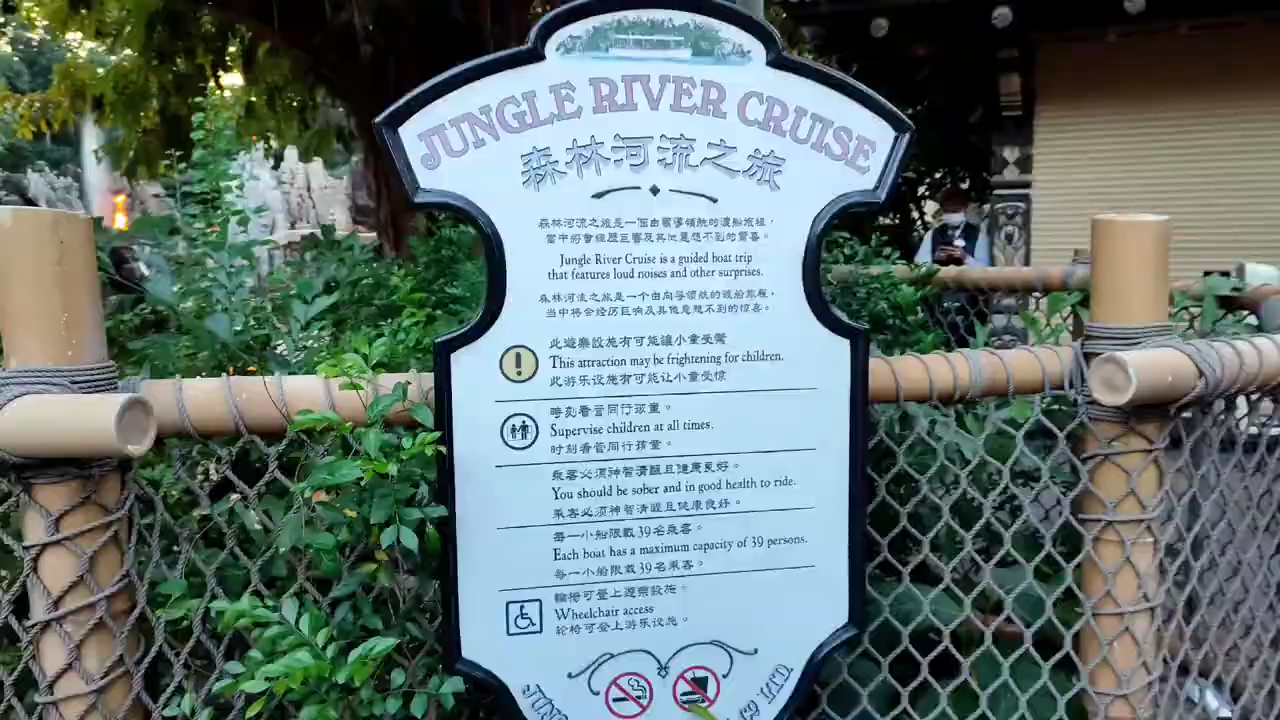 JUNGLE RIVER CRUISE
森林河流之旅
森林河流之旅是一個由嚮導領航的渡船旅程，
當中將會經歷巨響及其他意想不到的驚喜。
Jungle River Cruise is a guided boat trip
that features loud noises and other surprises.
森林河流之旅是一个由向导领航的渡船旅程，
当中将会经历巨响及其他意想不到的惊喜。
此遊樂設施有可能讓小童受驚
This attraction may be frightening for children.
此游乐设施有可能让小童受惊
時刻看管同行孩童。
Supervise children at all times.
时刻看管同行孩童。
乘客必須神智清醒且健康良好。
You should be sober and in good health to ride.
乘客必须神智清醒且健康良好。
每一小船限載39名乘客。
Each boat has a maximum capacity of 39 persons.
每一小船限载39名乘客。
輪椅可登上遊樂設施。
Wheelchair access
轮椅可登上游乐设施。